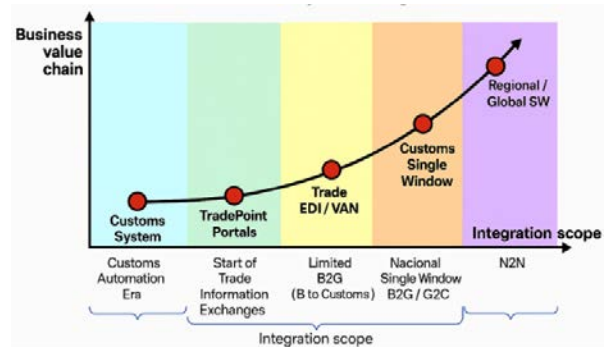 Business
value
chain
Regional /
Global SW
Customs
Single
Window
Trade
EDI / VAN
TradePoint
Portals
Customs
System
Integration scope
Customs
Automation
Era
Start of
Trade
Information
Exchanges
Limited
B2G
(B to Customs)
Nacional
Single Window
B2G / G2C
N2N
Integration scope